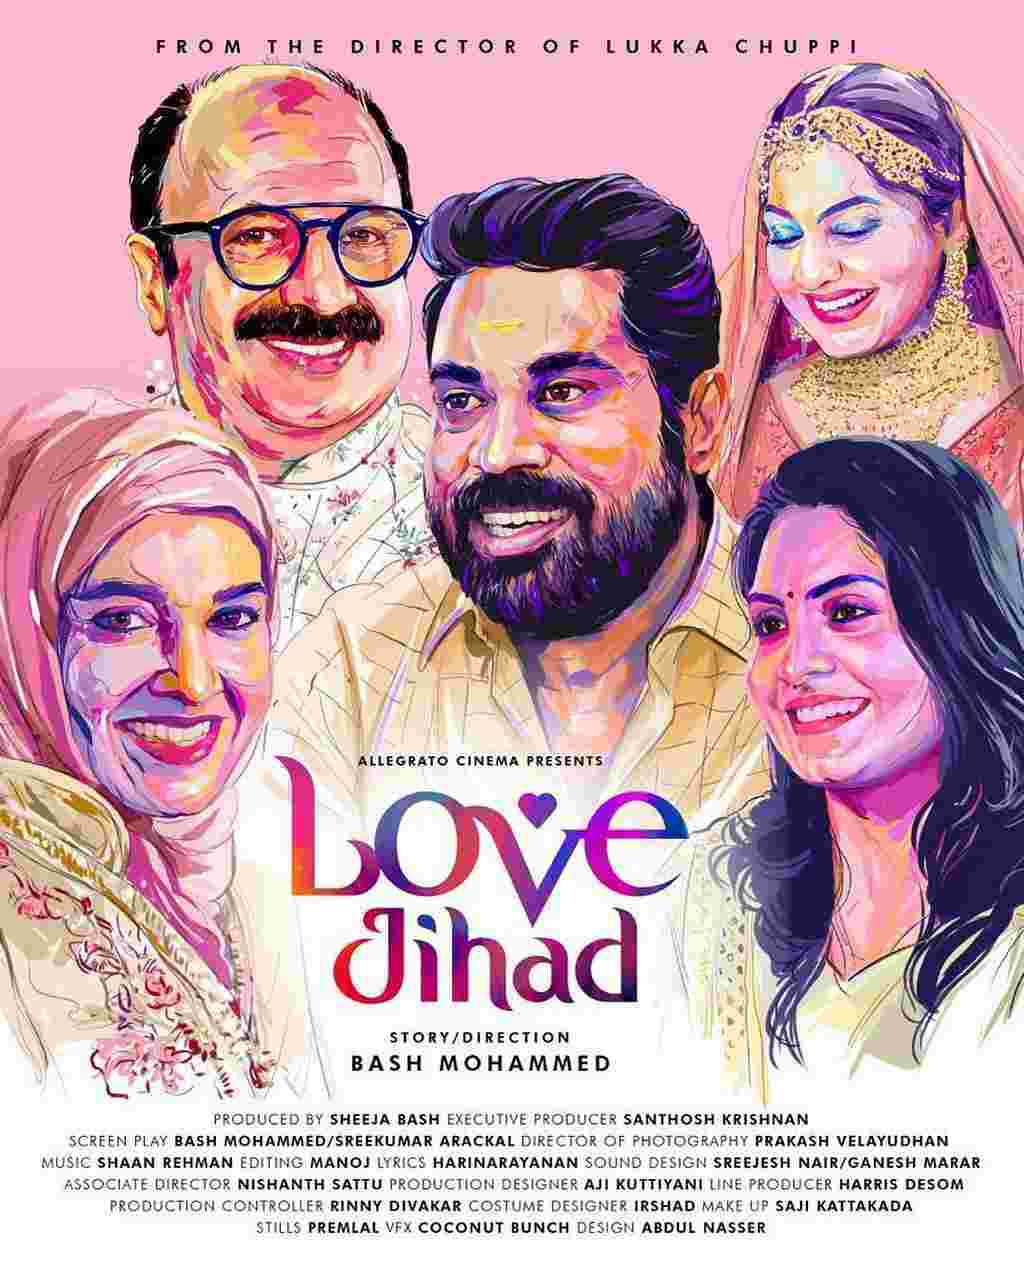 FROM THE DIRECTOR OF LUKKA CHUPPI
ALLEGRATO CINEMA PRESENTS
Love
Jihad
STORY/DIRECTION
BASH MOHAMMED
PRODUCED BY SHEEJA BASH EXECUTIVE PRODUCER SANTHOSH KRISHNAN
SCREEN PLAY BASH MOHAMMED/SREEKUMAR ARACKAL DIRECTOR OF PHOTOGRAPHY PRAKASH VELAYUDHAN
MUSIC SHAAN REHMAN EDITING MANOJ LYRICS HARINARAYANAN SOUND DESIGN SREEJESH NAIR/GANESH MARAR
ASSOCIATE DIRECTOR NISHANTH SATTU PRODUCTION DESIGNER AJI KUTTIYANI LINE PRODUCER HARRIS DESOM
PRODUCTION CONTROLLER RINNY DIVAKAR COSTUME DESIGNER IRSHAD MAKE UP SAJI KATTAKADA
STILLS PREMLAL VFX COCONUT BUNCH DESIGN ABDUL NASSER